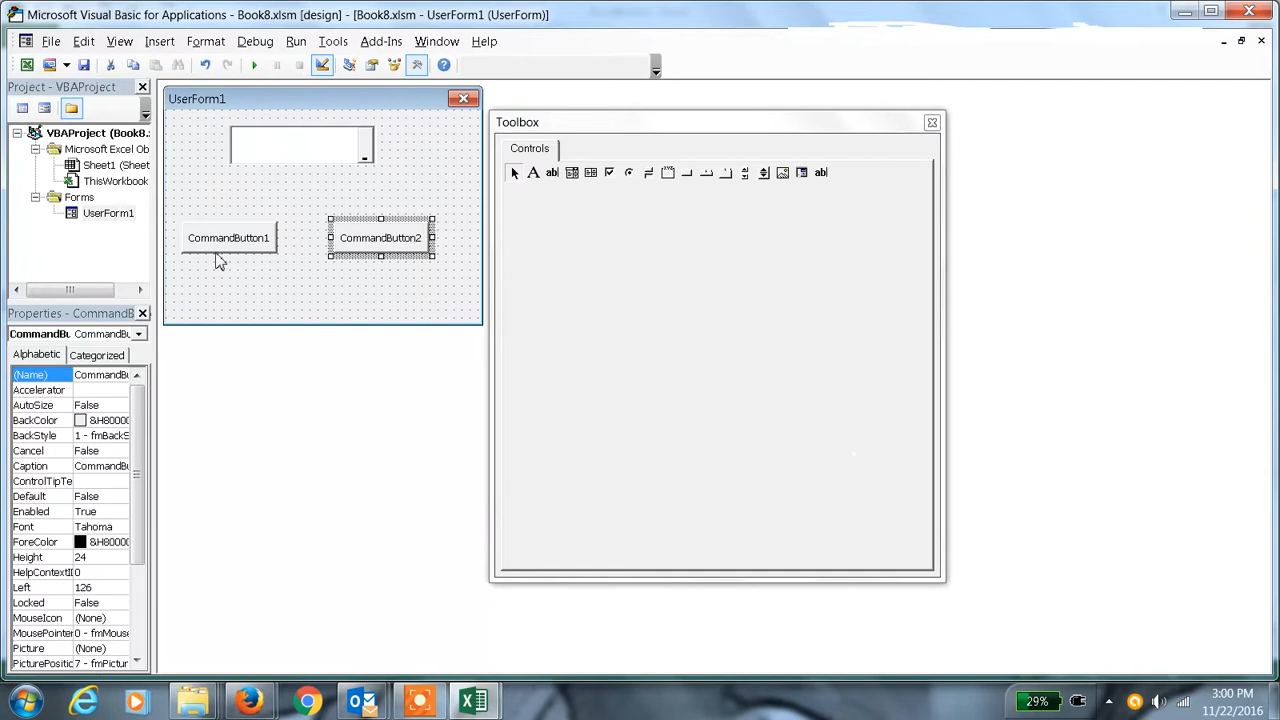 Microsoft Visual Basic for Applications - Book8.xlsm [design] - [Book8.xlsm - UserForm1 (UserForm)]
File Edit View Insert Format Debug Run Tools Add-Ins Window Help
Project - VBAProject
VBAProject (Book8.
Microsoft Excel Ob
Sheet1 (Sheet
ThisWorkbook
Forms
UserForm1
UserForm1
CommandButton1
CommandButton2
Toolbox
Controls
A ab| xyz ab|
Properties - CommandB
CommandBu CommandBu
Alphabetic Categorized
(Name) CommandBu
Accelerator
AutoSize False
BackColor &H80000
BackStyle 1 - fmBackS
Cancel False
Caption CommandBu
ControlTipTe
Default False
Enabled True
Font Tahoma
ForeColor &H80000
Height 24
HelpContextI 0
Left 126
Locked False
MouseIcon (None)
MousePointer 0 - fmMouse
Picture (None)
PicturePositic 7 - fmPictur
29%
3:00 PM
11/22/2016